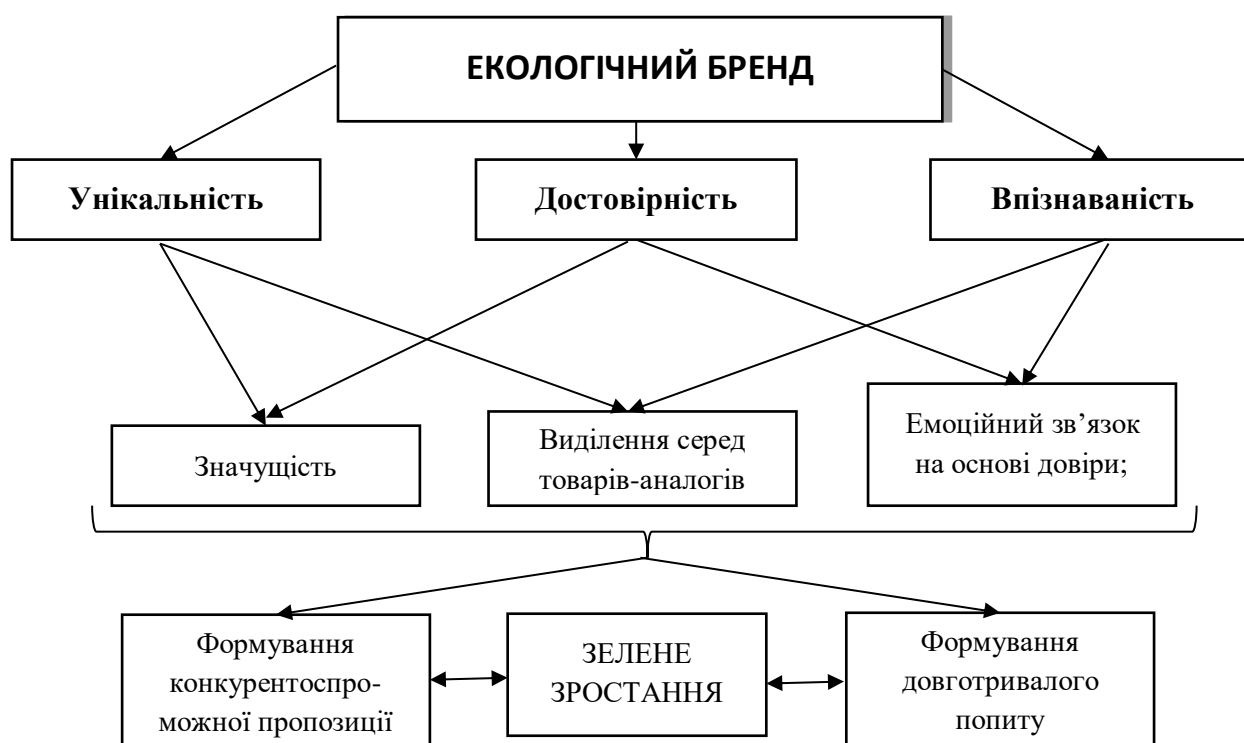 ЕКОЛОГІЧНИЙ БРЕНД
Унікальність
Достовірність
Впізнаваність
Значущість
Виділення серед
товарів-аналогів
Емоційний зв’язок
на основі довіри;
Формування
конкурентоспро-
можної пропозиції
ЗЕЛЕНЕ
ЗРОСТАННЯ
Формування
довготривалого
попиту